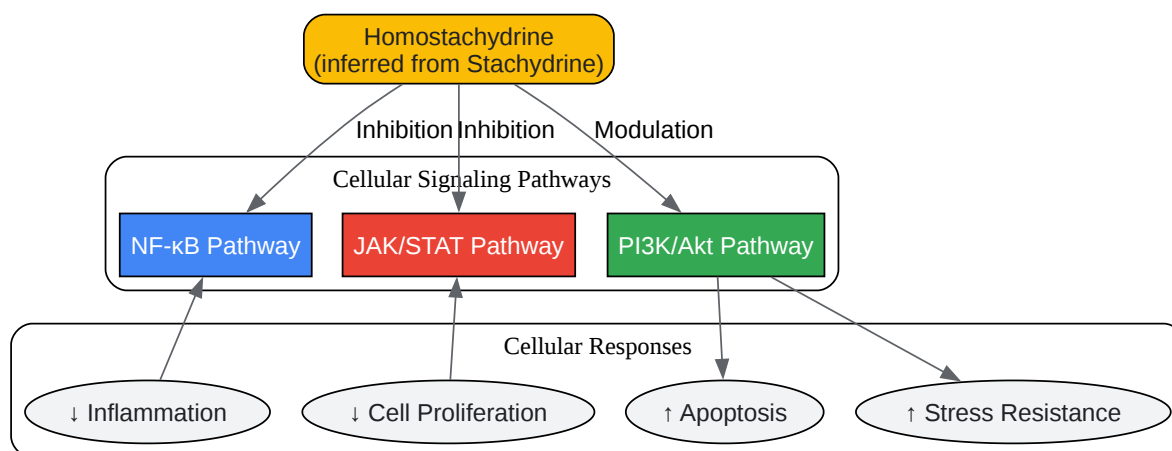 Homostachydrine
(inferred from Stachydrine)
Inhibition
Inhibition
Modulation
Cellular Signaling Pathways
NF-κB Pathway
JAK/STAT Pathway
PI3K/Akt Pathway
Cellular Responses
↓ Inflammation
↓ Cell Proliferation
↑ Apoptosis
↑ Stress Resistance